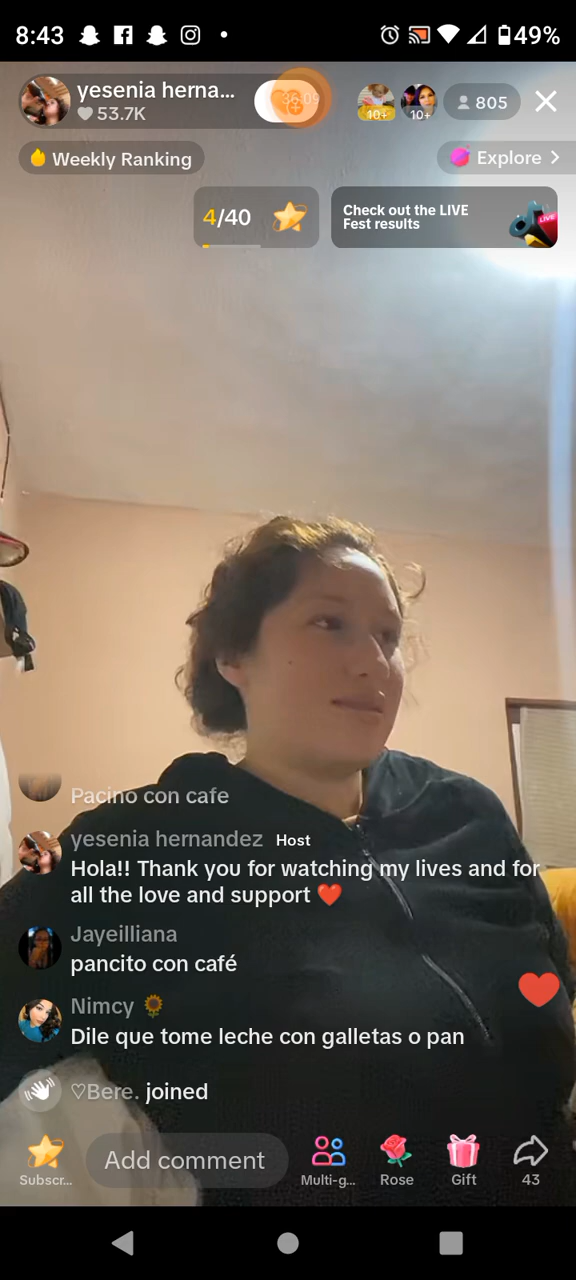 8:43
49%
yesenia herna...
53.7K
10+
10+
805
Weekly Ranking
Explore
4/40
Check out the LIVE
Fest results
LIVE
Pacino con cafe
yesenia hernandez Host
Hola!! Thank you for watching my lives and for
all the love and support ❤️
Jayeilliana
pancito con café
Nimcy 🌻
Dile que tome leche con galletas o pan
♡Bere. joined
Add comment
Subscr...
Multi-g...
Rose
Gift
43